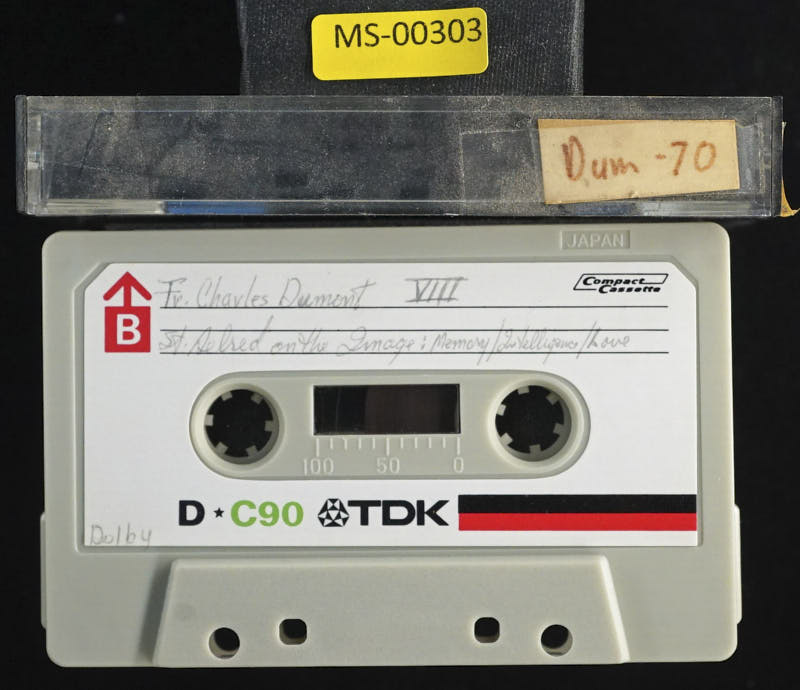 MS-00303
Dum-70
JAPAN
Fr. Charles Dumont VIII
Compact Cassette
B
St. Aelred on the Image: Memory/Intelligence/Love
100 50 0
D ★ C90 TDK
Dolby